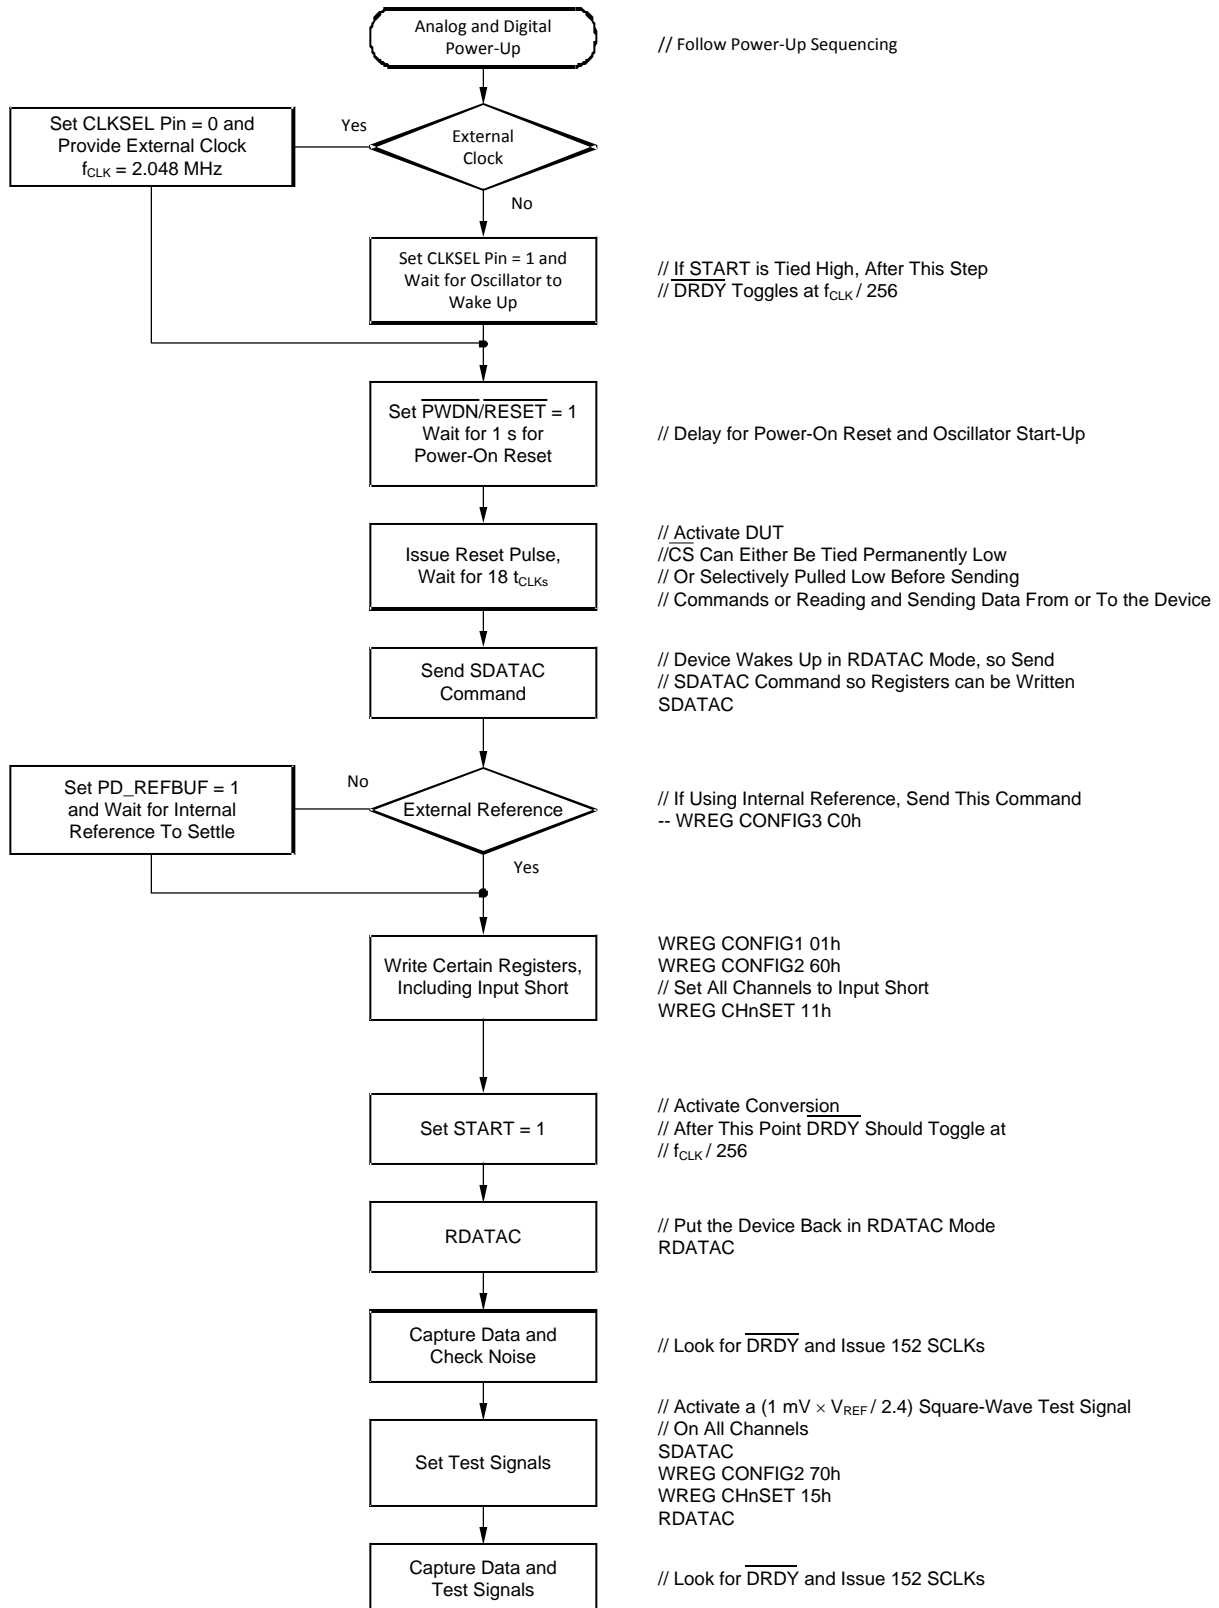 Analog and Digital
Power-Up
// Follow Power-Up Sequencing
Set CLKSEL Pin = 0 and
Provide External Clock
fCLK = 2.048 MHz
Yes
External
Clock
No
Set CLKSEL Pin = 1 and
Wait for Oscillator to
Wake Up
// If START is Tied High, After This Step
// DRDY Toggles at fCLK / 256
Set PWDN/RESET = 1
Wait for 1 s for
Power-On Reset
// Delay for Power-On Reset and Oscillator Start-Up
Issue Reset Pulse,
Wait for 18 tCLKs
// Activate DUT
//CS Can Either Be Tied Permanently Low
// Or Selectively Pulled Low Before Sending
// Commands or Reading and Sending Data From or To the Device
Send SDATAC
Command
// Device Wakes Up in RDATAC Mode, so Send
// SDATAC Command so Registers can be Written
SDATAC
Set PD_REFBUF = 1
and Wait for Internal
Reference To Settle
No
External Reference
Yes
// If Using Internal Reference, Send This Command
-- WREG CONFIG3 C0h
Write Certain Registers,
Including Input Short
WREG CONFIG1 01h
WREG CONFIG2 60h
// Set All Channels to Input Short
WREG CHnSET 11h
Set START = 1
// Activate Conversion
// After This Point DRDY Should Toggle at
// fCLK / 256
RDATAC
// Put the Device Back in RDATAC Mode
RDATAC
Capture Data and
Check Noise
// Look for DRDY and Issue 152 SCLKs
Set Test Signals
// Activate a (1 mV × VREF / 2.4) Square-Wave Test Signal
// On All Channels
SDATAC
WREG CONFIG2 70h
WREG CHnSET 15h
RDATAC
Capture Data and
Test Signals
// Look for DRDY and Issue 152 SCLKs